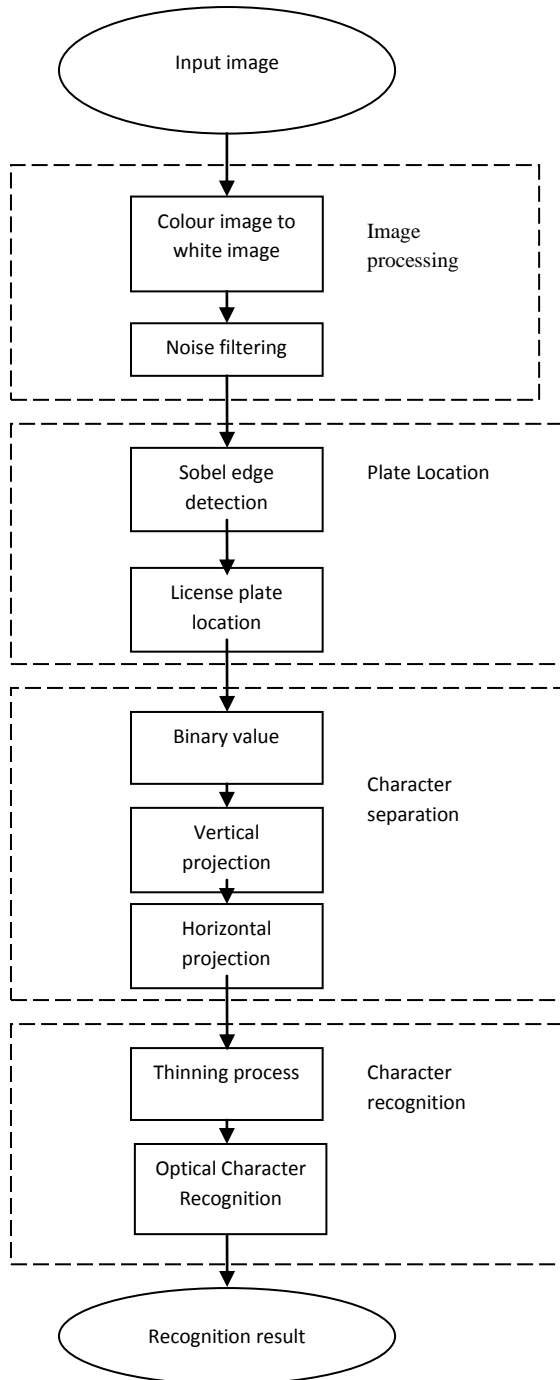 Input image
Colour image to
white image
Image
processing
Noise filtering
Sobel edge
detection
Plate Location
License plate
location
Binary value
Character
separation
Vertical
projection
Horizontal
projection
Thinning process
Character
recognition
Optical Character
Recognition
Recognition result